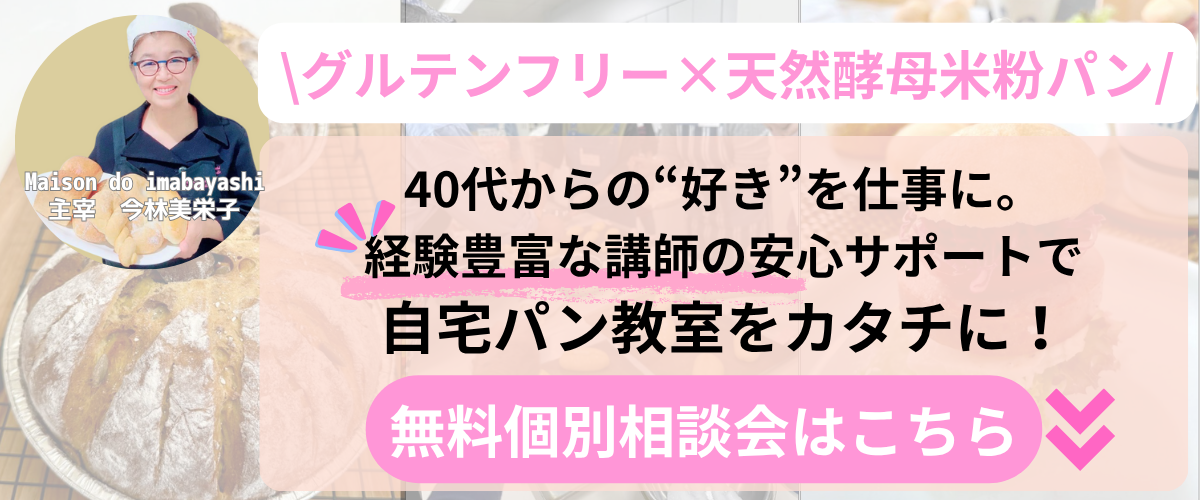 \グルテンフリー×天然酵母米粉パン/
Maison do imabayashi
主宰　今林美栄子
40代からの“好き”を仕事に。
経験豊富な講師の安心サポートで
自宅パン教室をカタチに！
無料個別相談会はこちら